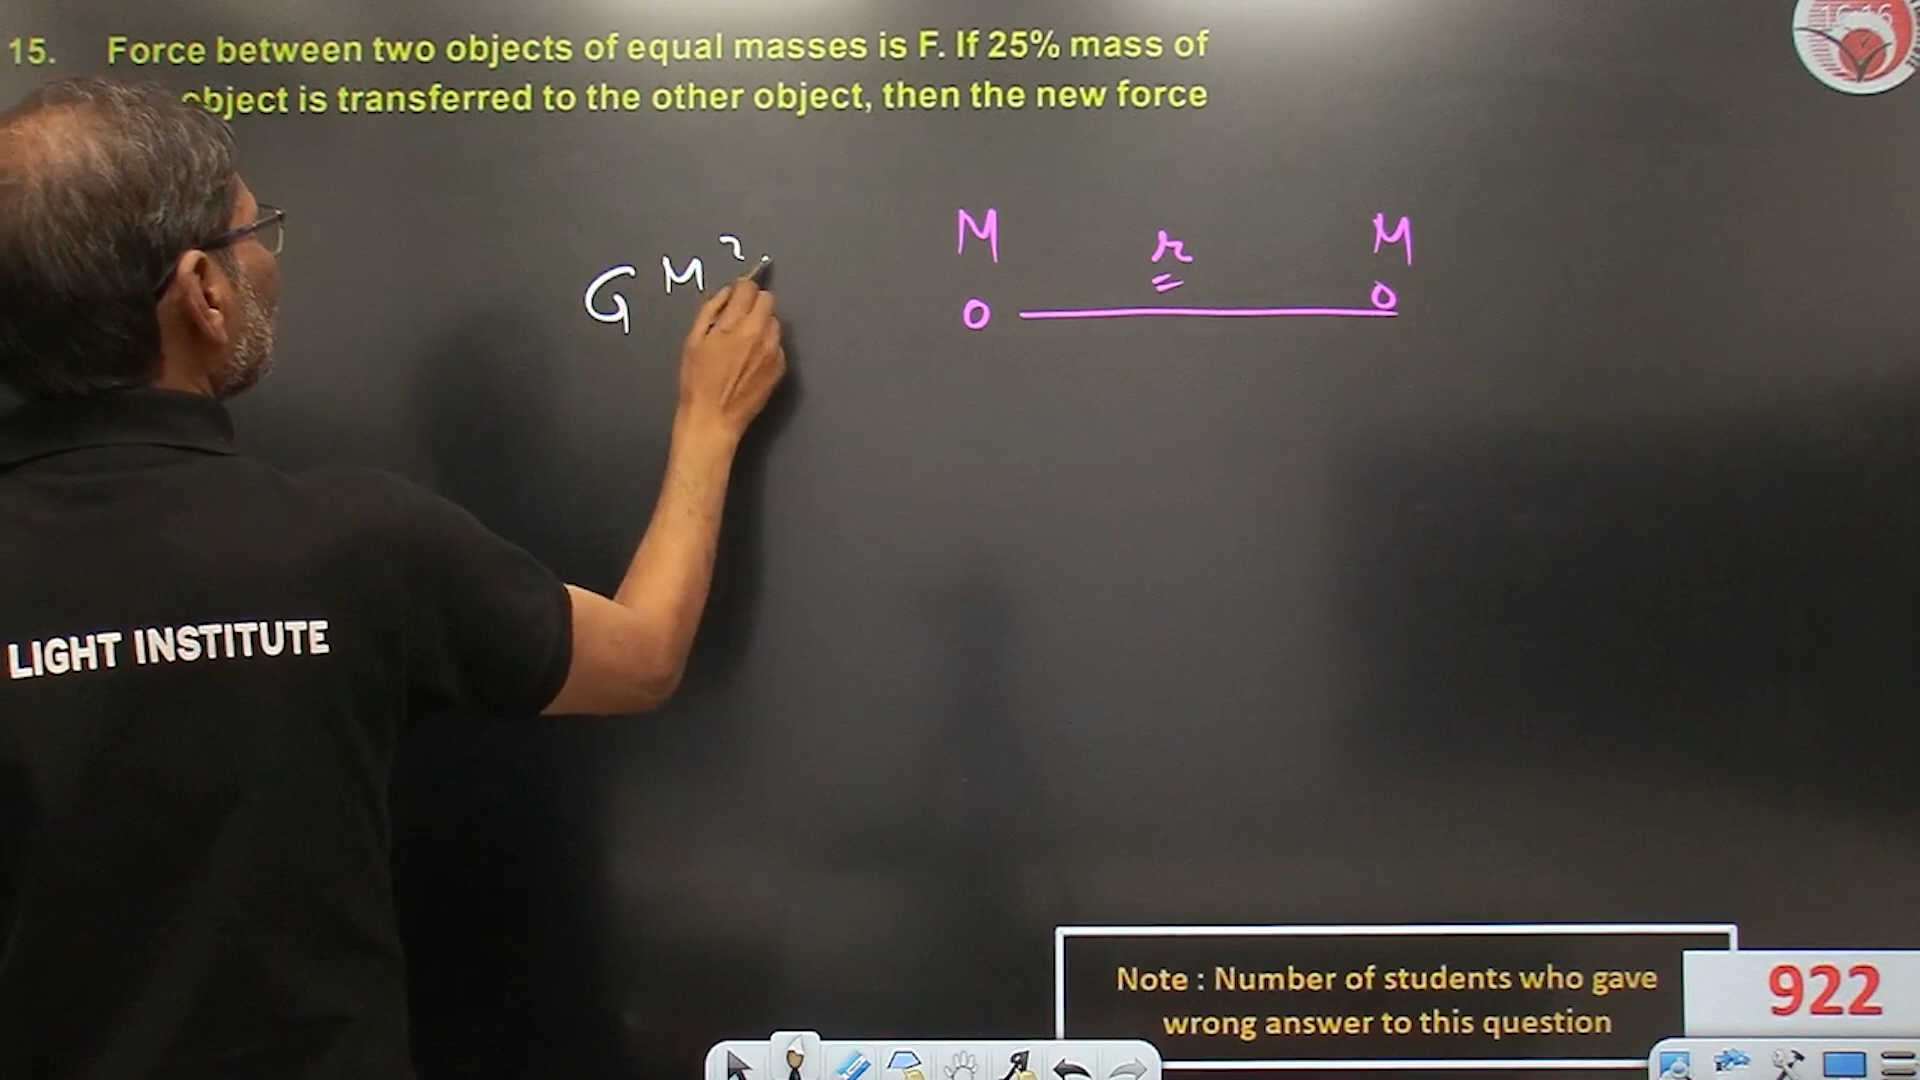 15. Force between two objects of equal masses is F. If 25% mass of
object is transferred to the other object, then the new force
M r M
G M²
LIGHT INSTITUTE
Note : Number of students who gave
wrong answer to this question
922